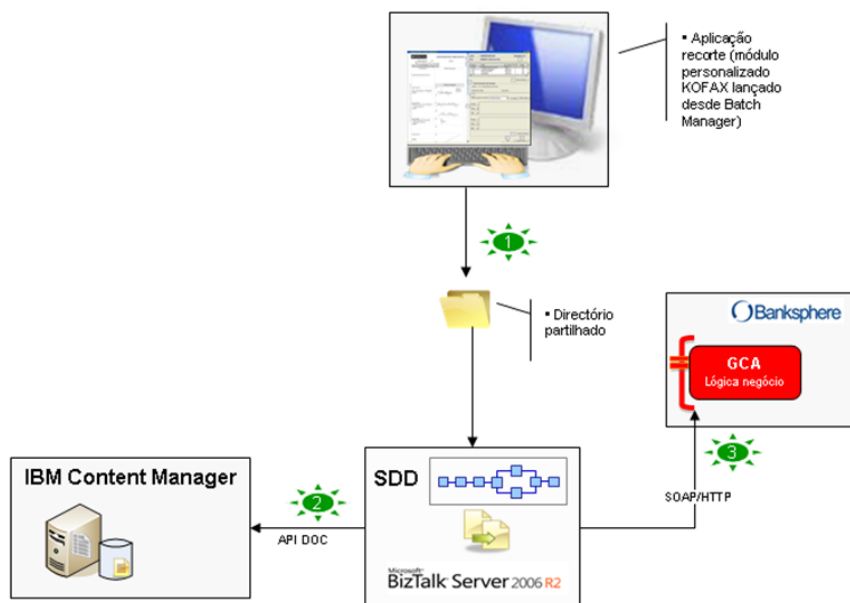 ▪ Aplicação
recorte (módulo
personalizado
KOFAX lançado
desde Batch
Manager)
1
▪ Directório
partilhado
Banksphere
GCA
Lógica negócio
3
SOAP/HTTP
IBM Content Manager
2
API DOC
SDD
Microsoft®
BizTalk Server 2006 R2